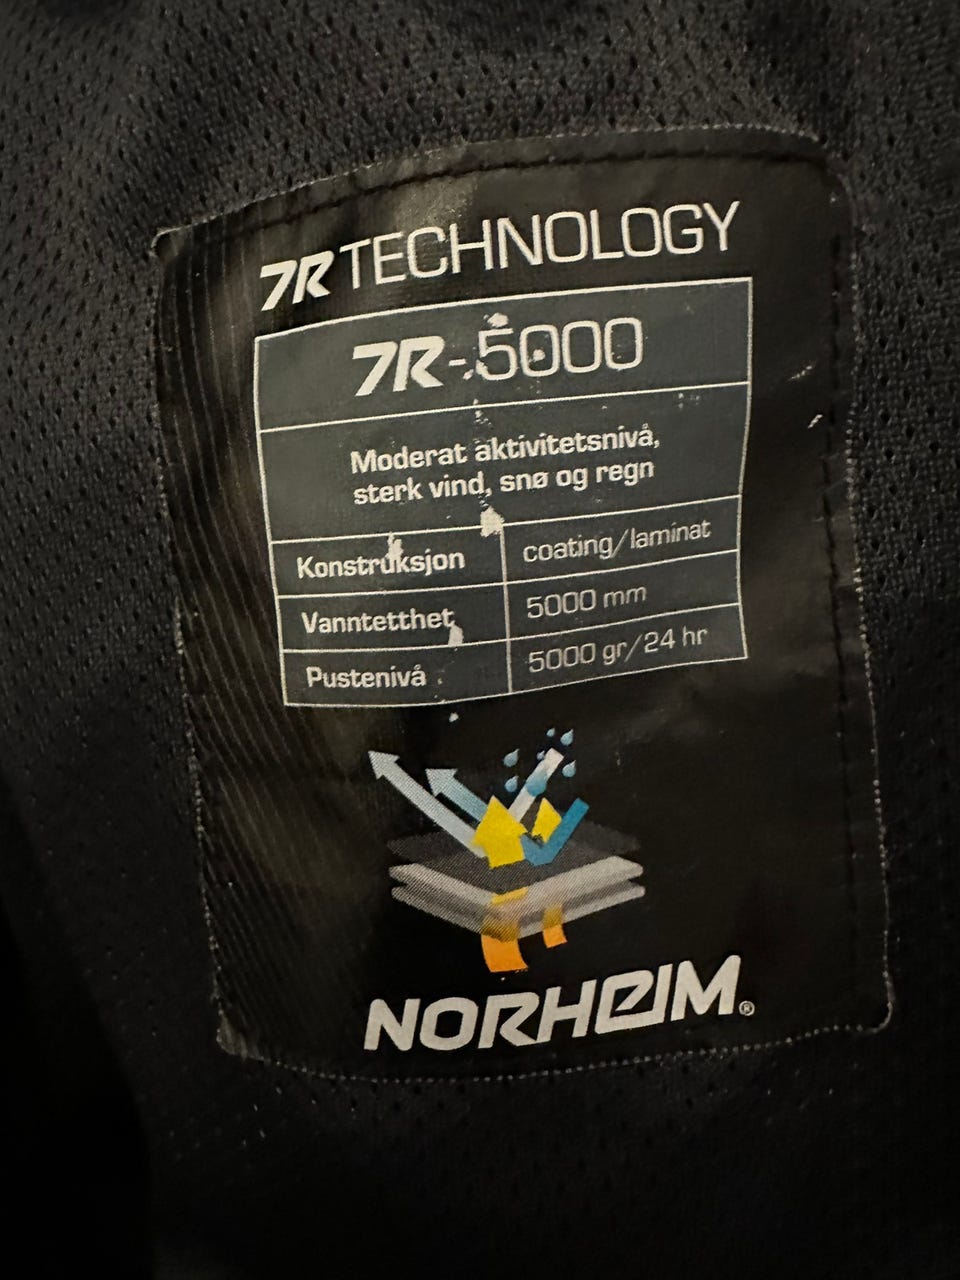 7R TECHNOLOGY
7R-5000
Moderat aktivitetsnivå,
sterk vind, snø og regn
Konstruksjon coating/laminat
Vanntetthet 5000 mm
Pustenivå 5000 gr/24 hr
NORHEIM®